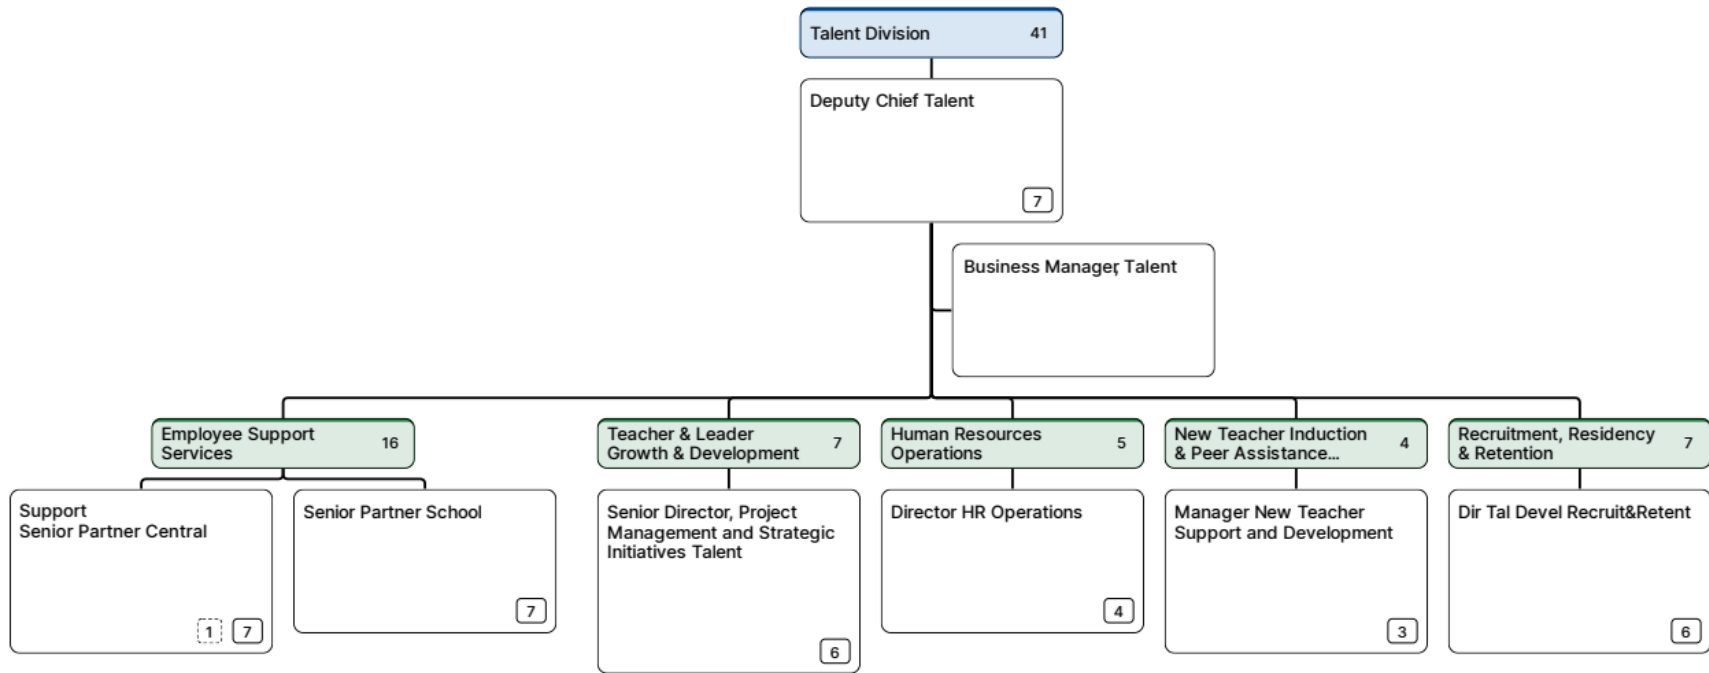 Talent Division 41
Deputy Chief Talent
7
Business Manager, Talent
Employee Support
Services
16
Teacher & Leader
Growth & Development
7
Human Resources
Operations
5
New Teacher Induction
& Peer Assistance...
4
Recruitment, Residency
& Retention
7
Support
Senior Partner Central
1 7
Senior Partner School
7
Senior Director, Project
Management and Strategic
Initiatives Talent
6
Director HR Operations
4
Manager New Teacher
Support and Development
3
Dir Tal Devel Recruit&Retent
6